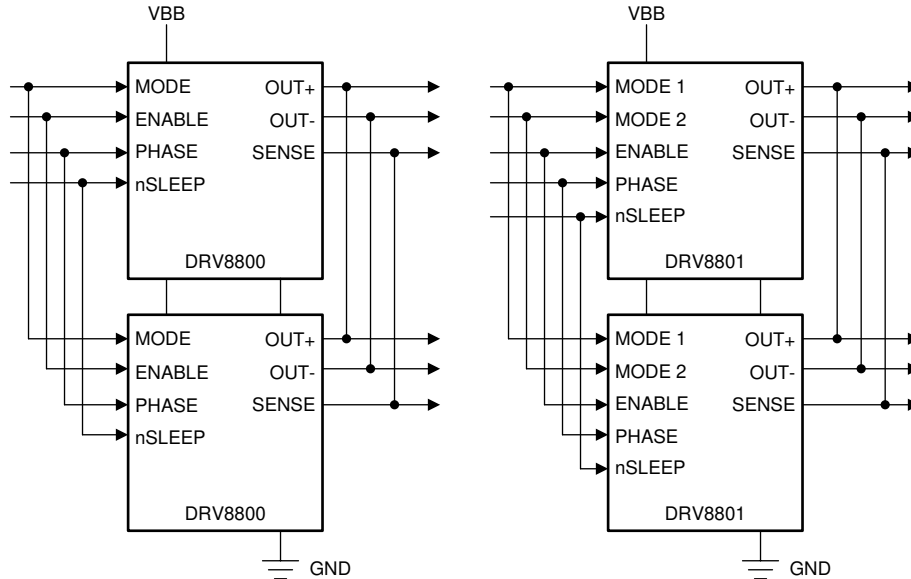 VBB
MODE
ENABLE
PHASE
nSLEEP
OUT+
OUT-
SENSE
DRV8800
MODE
ENABLE
PHASE
nSLEEP
OUT+
OUT-
SENSE
DRV8800
GND
VBB
MODE 1
MODE 2
ENABLE
PHASE
nSLEEP
OUT+
OUT-
SENSE
DRV8801
MODE 1
MODE 2
ENABLE
PHASE
nSLEEP
OUT+
OUT-
SENSE
DRV8801
GND